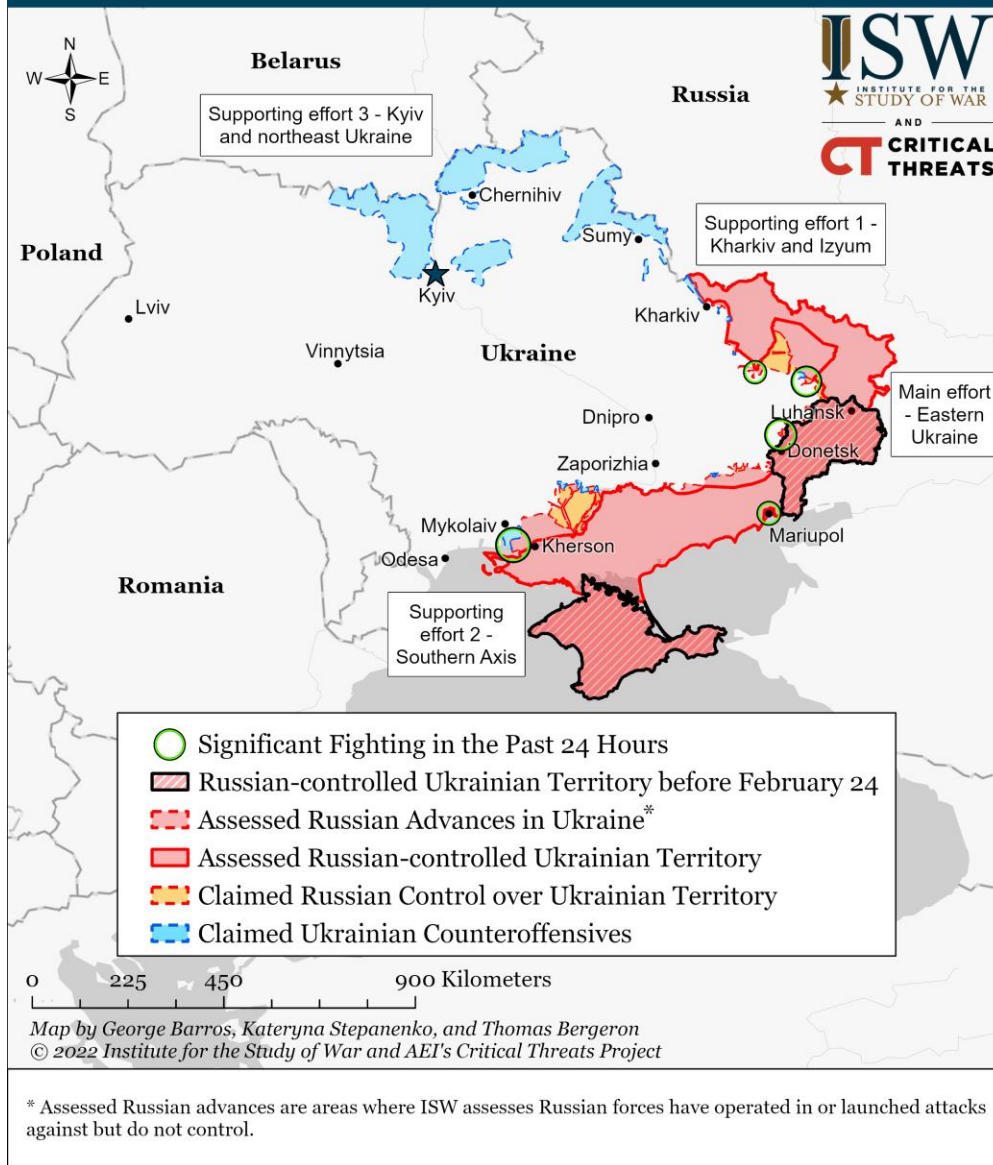 N
W
E
S
Belarus
Russia
ISW
INSTITUTE FOR THE
STUDY OF WAR
AND
CT CRITICAL
THREATS
Supporting effort 3 - Kyiv
and northeast Ukraine
Chernihiv
Sumy
Supporting effort 1 -
Kharkiv and Izyum
Poland
Kyiv
Lviv
Kharkiv
Vinnytsia
Ukraine
Main effort
- Eastern
Ukraine
Dnipro
Luhansk
Donetsk
Zaporizhia
Mykolaiv
Kherson
Mariupol
Odesa
Romania
Supporting
effort 2 -
Southern Axis
Significant Fighting in the Past 24 Hours
Russian-controlled Ukrainian Territory before February 24
Assessed Russian Advances in Ukraine*
Assessed Russian-controlled Ukrainian Territory
Claimed Russian Control over Ukrainian Territory
Claimed Ukrainian Counteroffensives
0 225 450 900 Kilometers
Map by George Barros, Kateryna Stepanenko, and Thomas Bergeron
© 2022 Institute for the Study of War and AEI's Critical Threats Project
* Assessed Russian advances are areas where ISW assesses Russian forces have operated in or launched attacks
against but do not control.